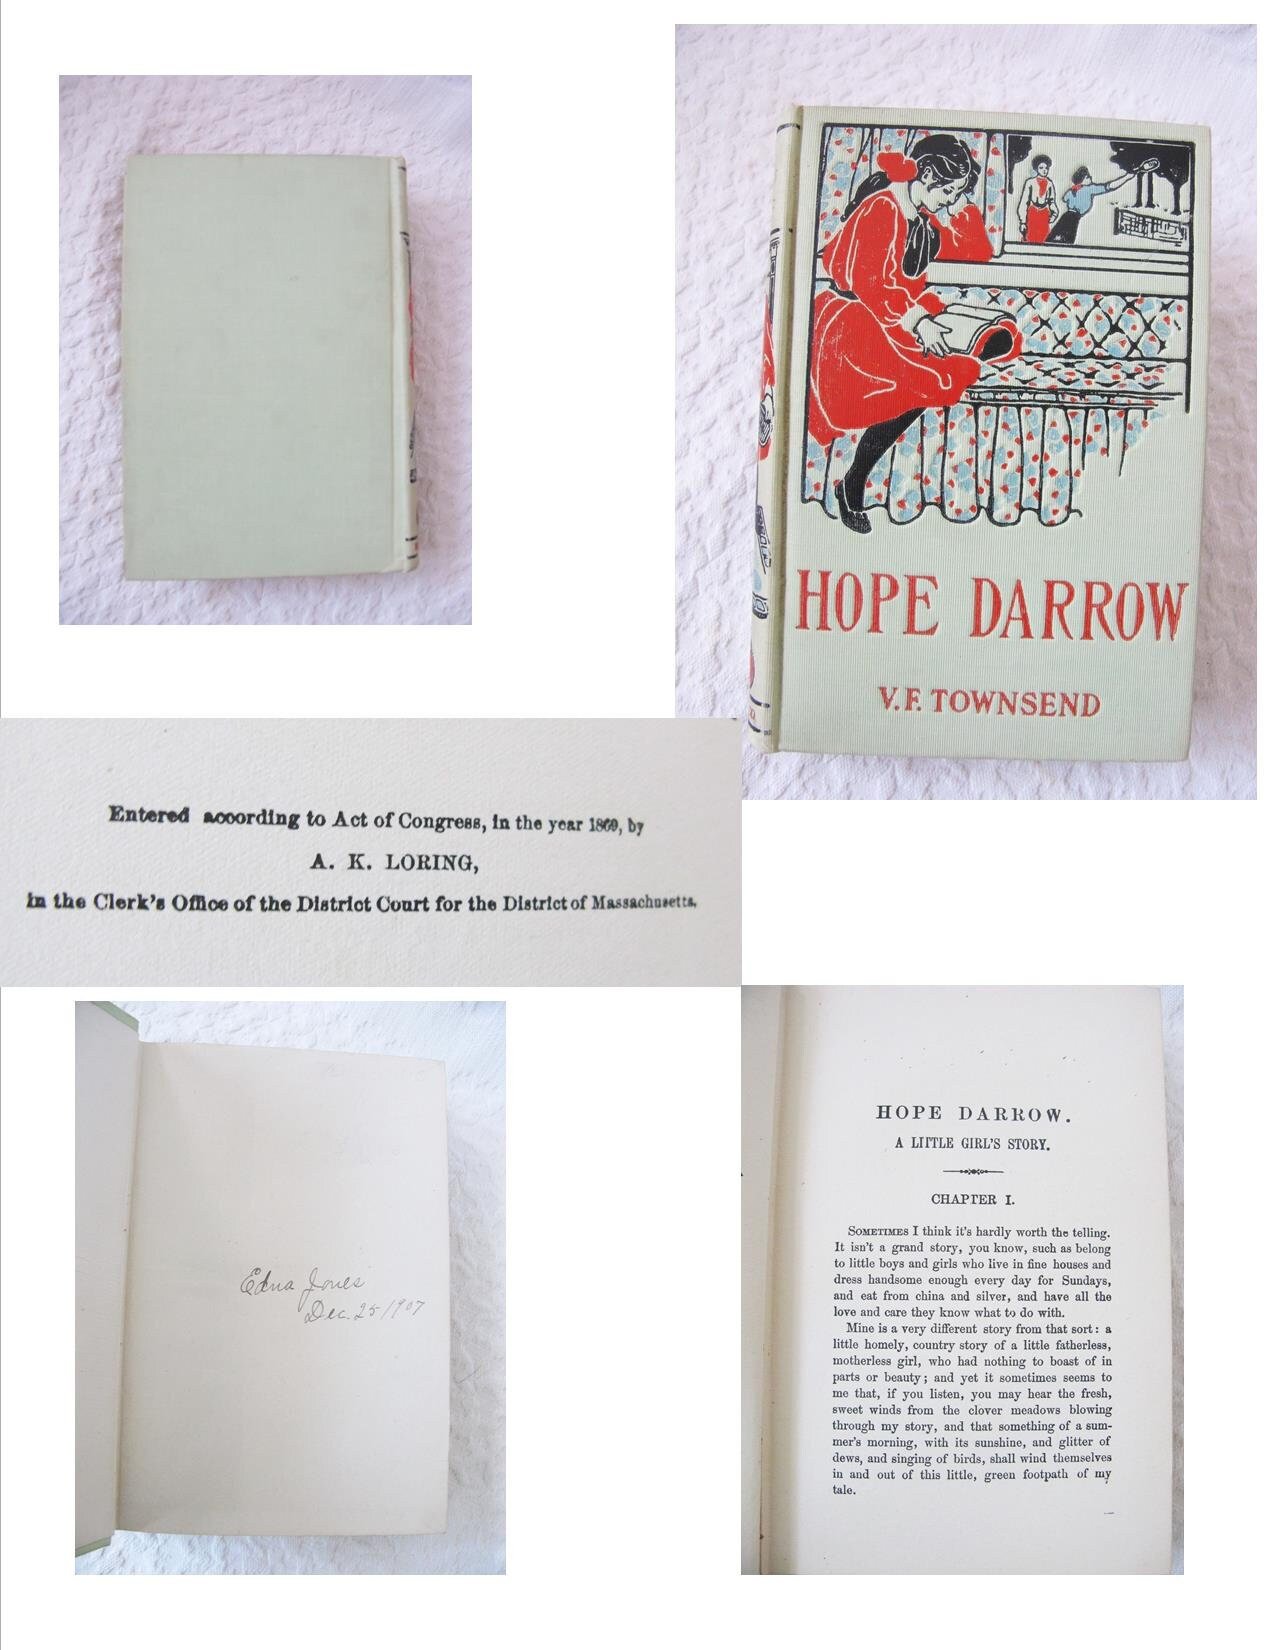 HOPE DARROW
V. F. TOWNSEND
Entered according to Act of Congress, in the year 1869, by
A. K. LORING,
in the Clerk's Office of the District Court for the District of Massachusetts.
Edna Jones
Dec. 25/1907
HOPE DARROW.
A LITTLE GIRL'S STORY.
CHAPTER I.
SOMETIMES I think it's hardly worth the telling.
It isn't a grand story, you know, such as belong
to little boys and girls who live in fine houses and
dress handsome enough every day for Sundays,
and eat from china and silver, and have all the
love and care they know what to do with.
Mine is a very different story from that sort: a
little homely, country story of a little fatherless,
motherless girl, who had nothing to boast of in
parts or beauty; and yet it sometimes seems to
me that, if you listen, you may hear the fresh,
sweet winds from the clover meadows blowing
through my story, and that something of a sum-
mer's morning, with its sunshine, and glitter of
dews, and singing of birds, shall wind themselves
in and out of this little, green footpath of my
tale.